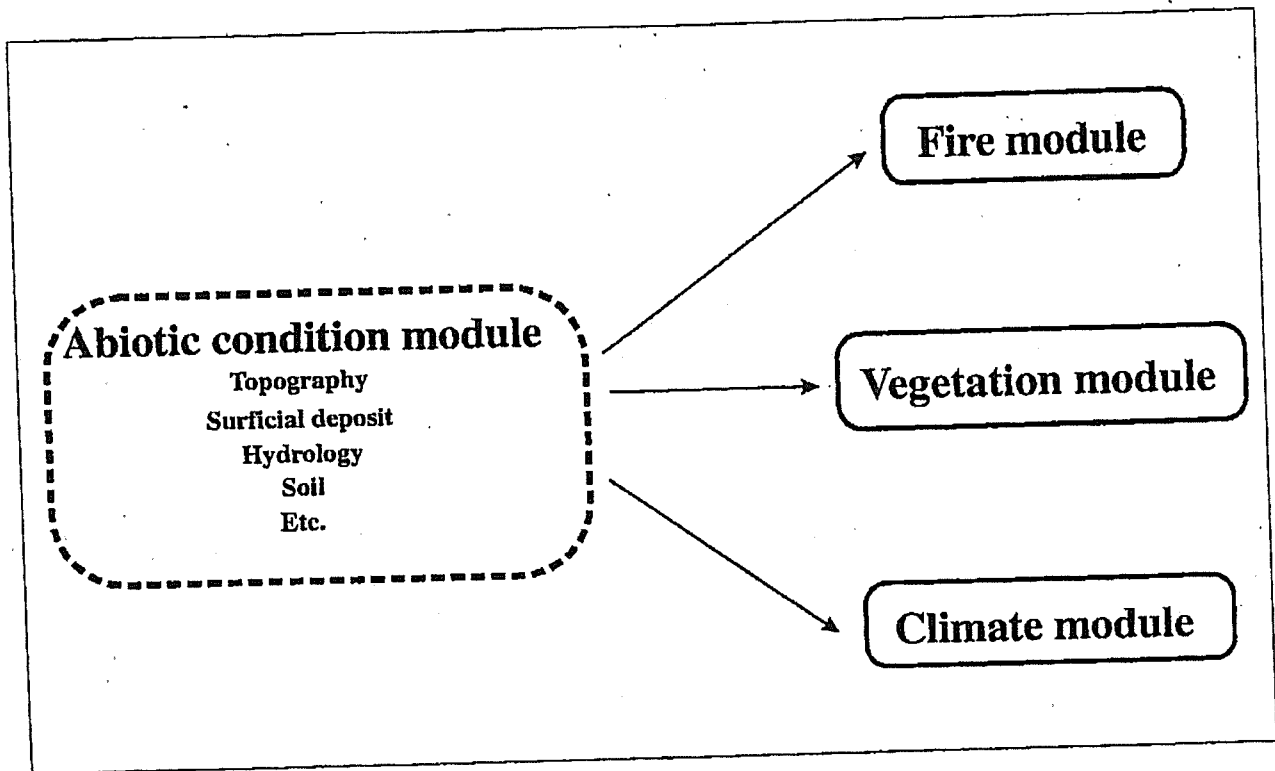 Fire module
Abiotic condition module
Topography
Surficial deposit
Hydrology
Soil
Etc.
Vegetation module
Climate module